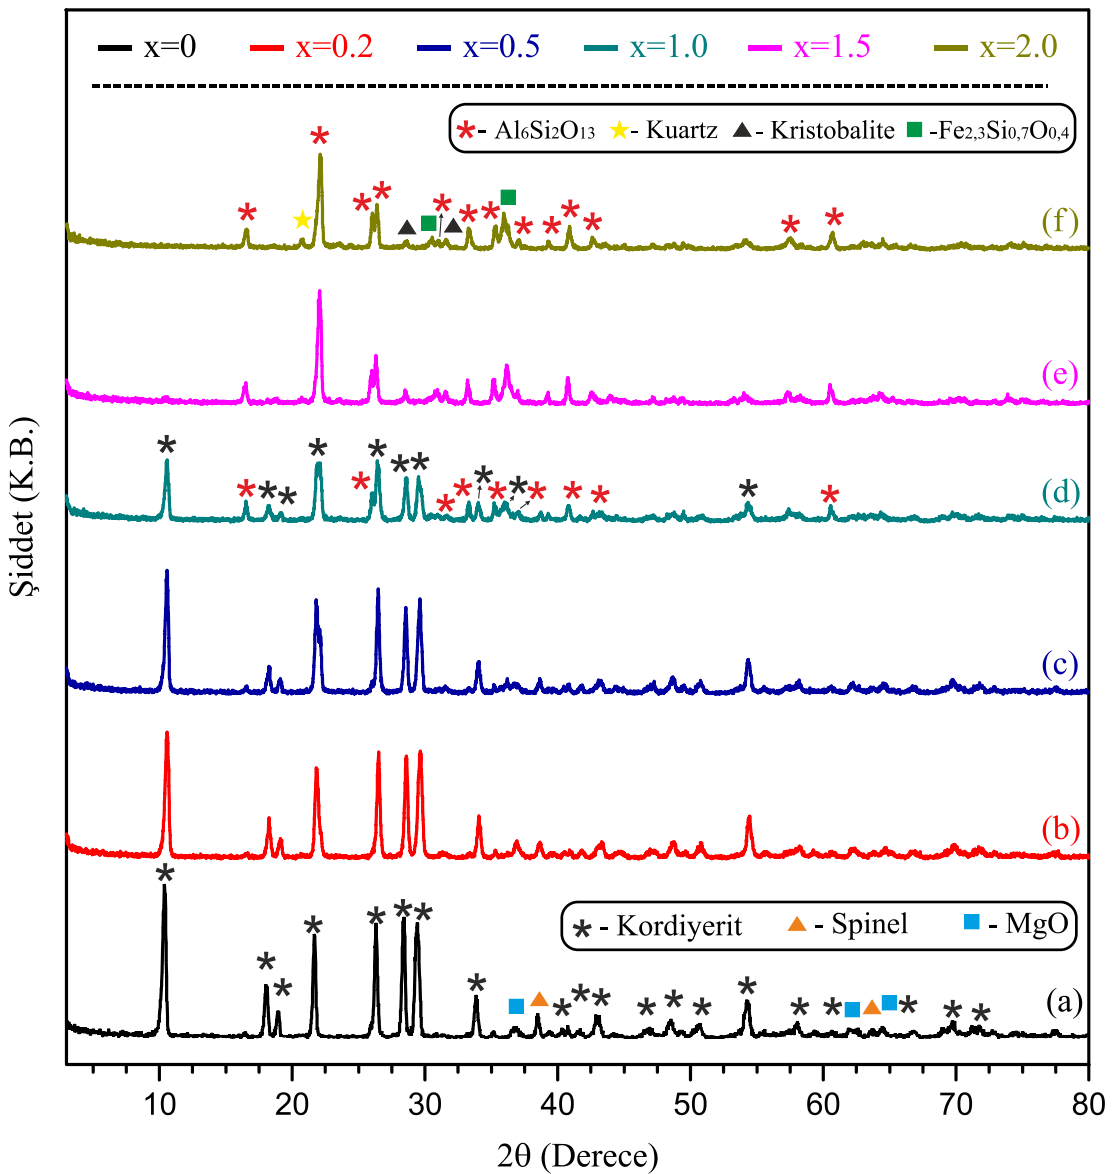 x=0 x=0.2 x=0.5 x=1.0 x=1.5 x=2.0
*- Al₆Si₂O₁₃ ★- Kuartz ▲- Kristobalite ■-Fe₂,₃Si₀,₇O₀,₄
(f)
(e)
(d)
(c)
(b)
* - Kordiyerit ▲ - Spinel ■ - MgO
(a)
Şiddet (K.B.)
10 20 30 40 50 60 70 80
2θ (Derece)